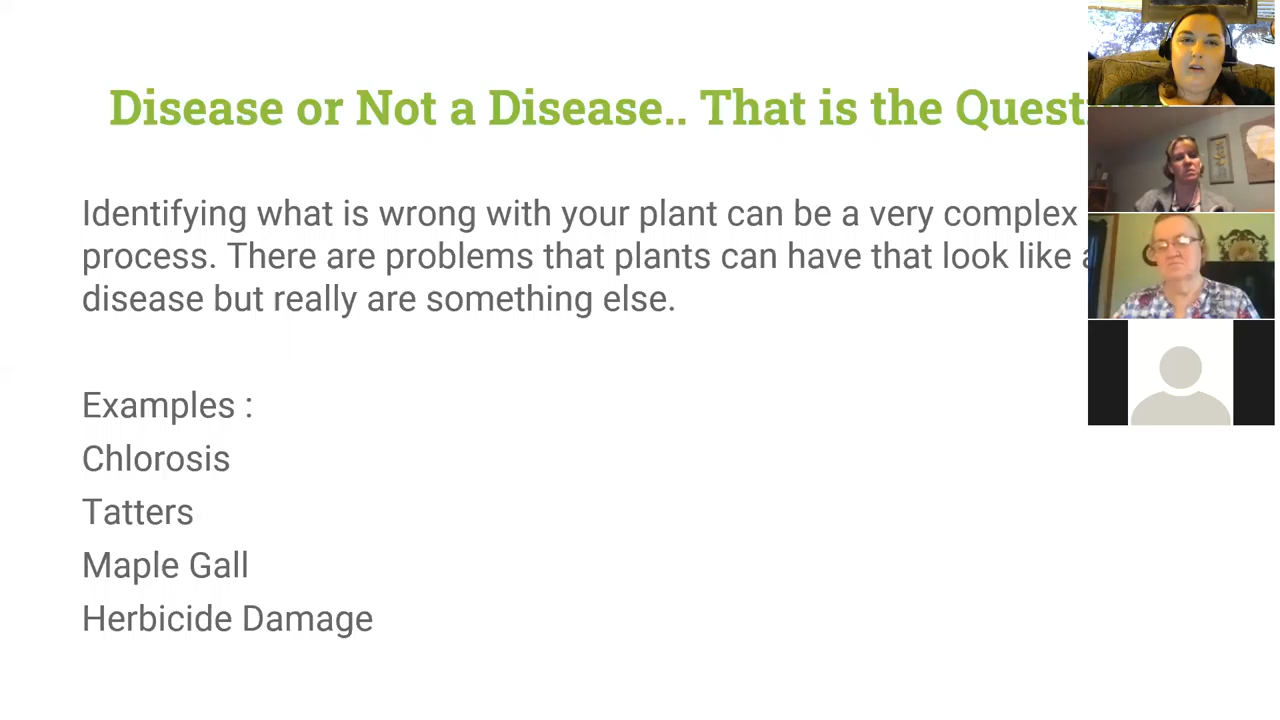 Disease or Not a Disease.. That is the
Identifying what is wrong with your plant can be a very complex
process. There are problems that plants can have that look like
disease but really are something else.
Examples :
Chlorosis
Tatters
Maple Gall
Herbicide Damage